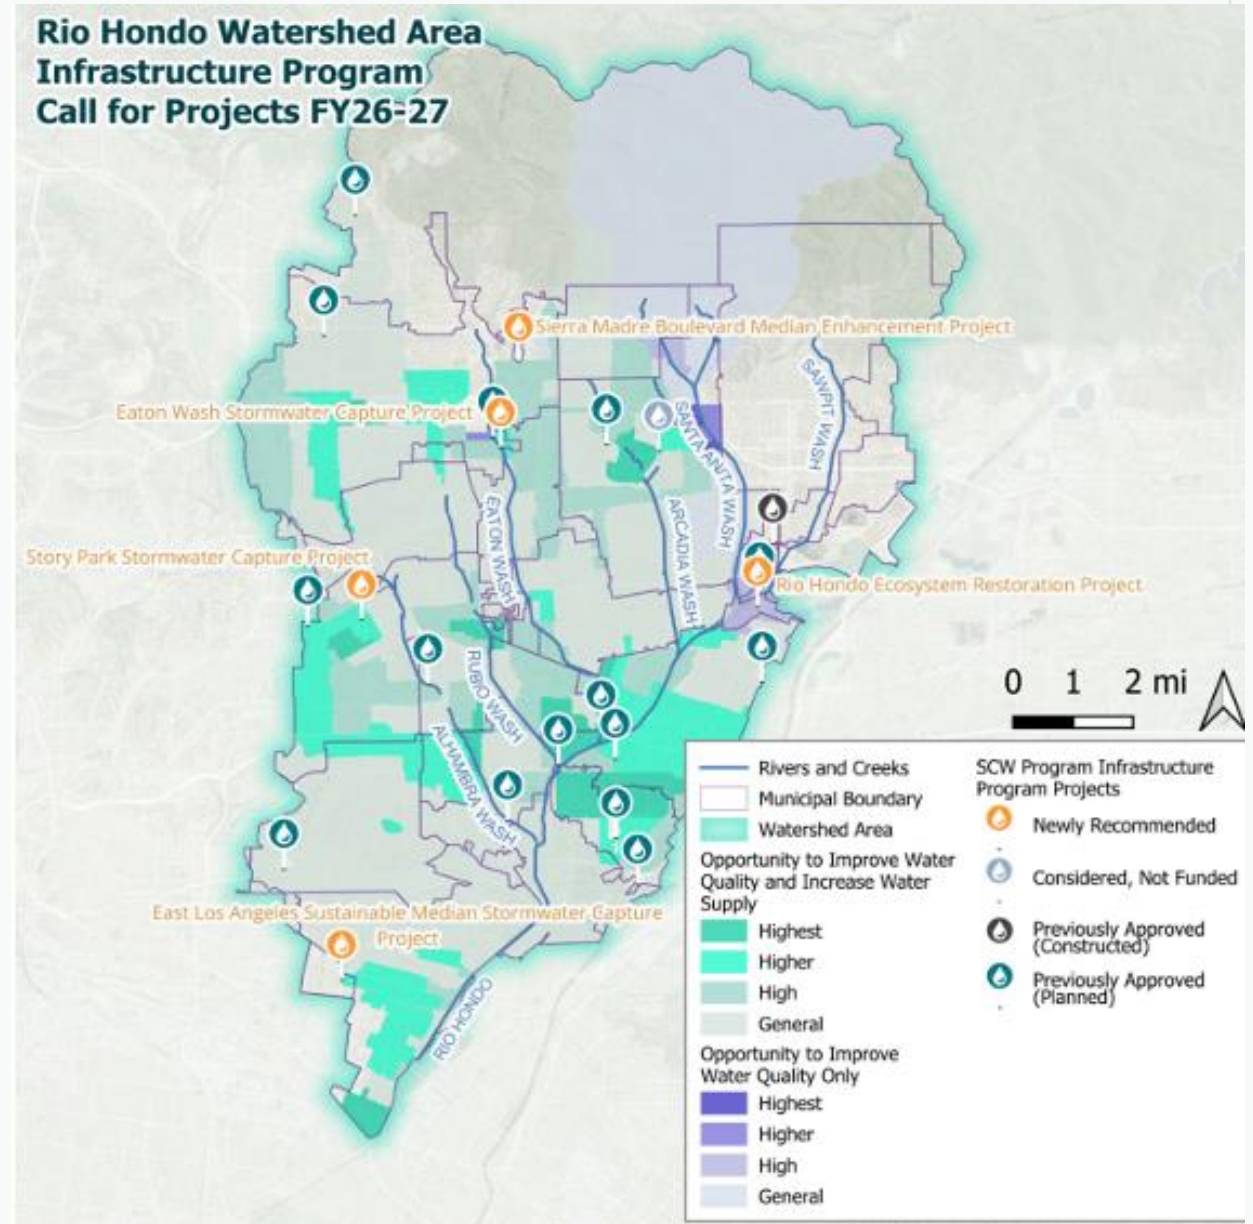 Rio Hondo Watershed Area
Infrastructure Program
Call for Projects FY26-27
Sierra Madre Boulevard Median Enhancement Project
SAWPIT WASH
Eaton Wash Stormwater Capture Project
SANTA ANITA WASH
EATON WASH
ARCADIA WASH
Story Park Stormwater Capture Project
Rio Hondo Ecosystem Restoration Project
RUBIO WASH
ALHAMBRA WASH
East Los Angeles Sustainable Median Stormwater Capture
Project
RIO HONDO
0 1 2 mi
Rivers and Creeks
Municipal Boundary
Watershed Area
Opportunity to Improve Water
Quality and Increase Water
Supply
Highest
Higher
High
General
Opportunity to Improve
Water Quality Only
Highest
Higher
High
General
SCW Program Infrastructure
Program Projects
Newly Recommended
Considered, Not Funded
Previously Approved
(Constructed)
Previously Approved
(Planned)